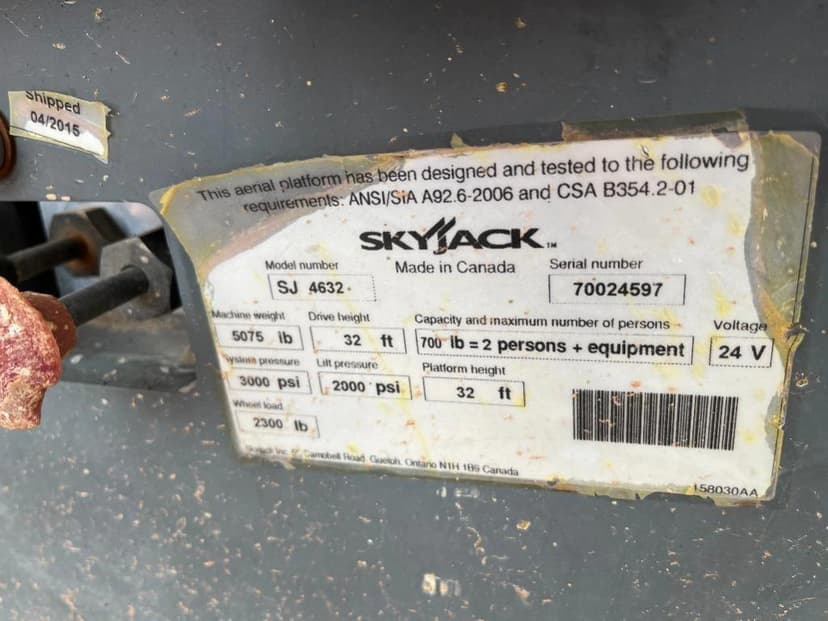 Shipped
04/2015
This aerial platform has been designed and tested to the following
requirements: ANSI/SiA A92.6-2006 and CSA B354.2-01
SKYJACK™
Model number Made in Canada Serial number
SJ 4632 70024597
Machine weight Drive height Capacity and maximum number of persons Voltage
5075 lb 32 ft 700 lb = 2 persons + equipment 24 V
System pressure Lift pressure Platform height
3000 psi 2000 psi 32 ft
Wheel load
2300 lb
Skyjack Inc. Campbell Road, Guelph, Ontario N1H 1B9 Canada
158030AA